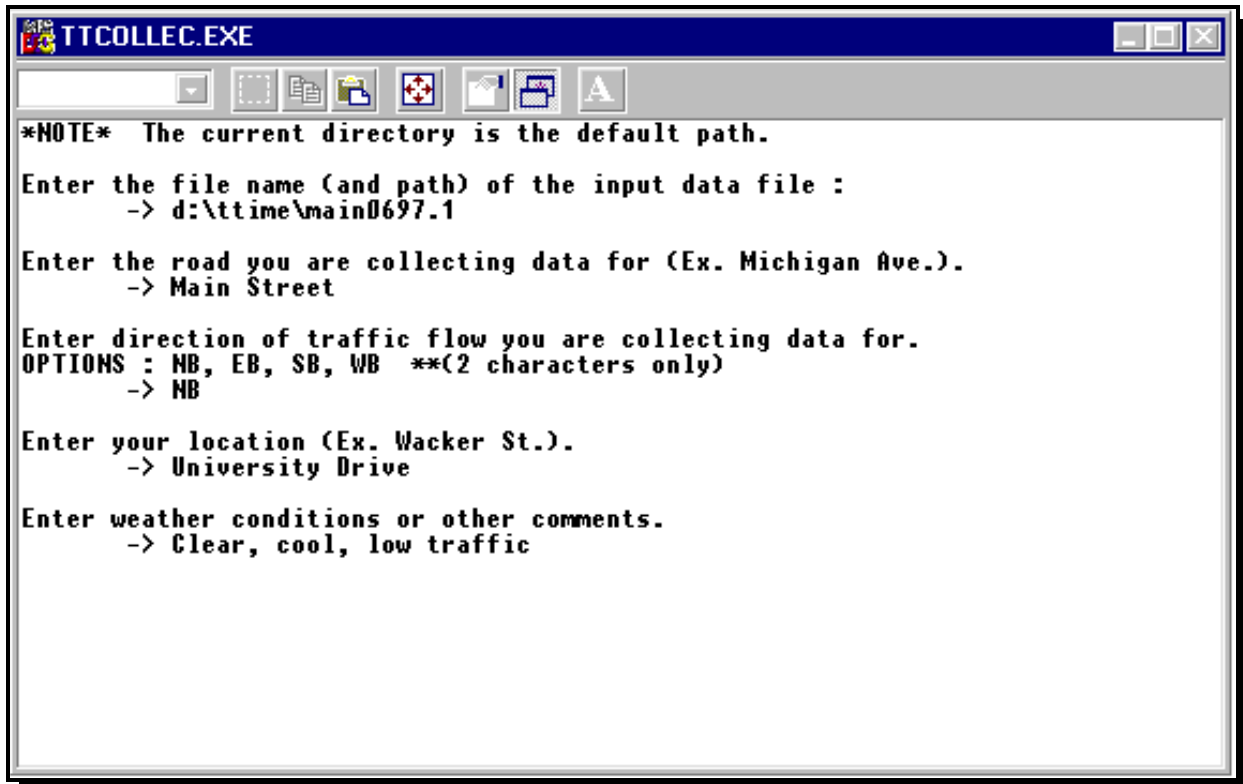 TTCOLLEC.EXE
A
*NOTE*  The current directory is the default path.
Enter the file name (and path) of the input data file :
-> d:\ttime\main0697.1
Enter the road you are collecting data for (Ex. Michigan Ave.).
-> Main Street
Enter direction of traffic flow you are collecting data for.
OPTIONS : NB, EB, SB, WB  **(2 characters only)
-> NB
Enter your location (Ex. Wacker St.).
-> University Drive
Enter weather conditions or other comments.
-> Clear, cool, low traffic